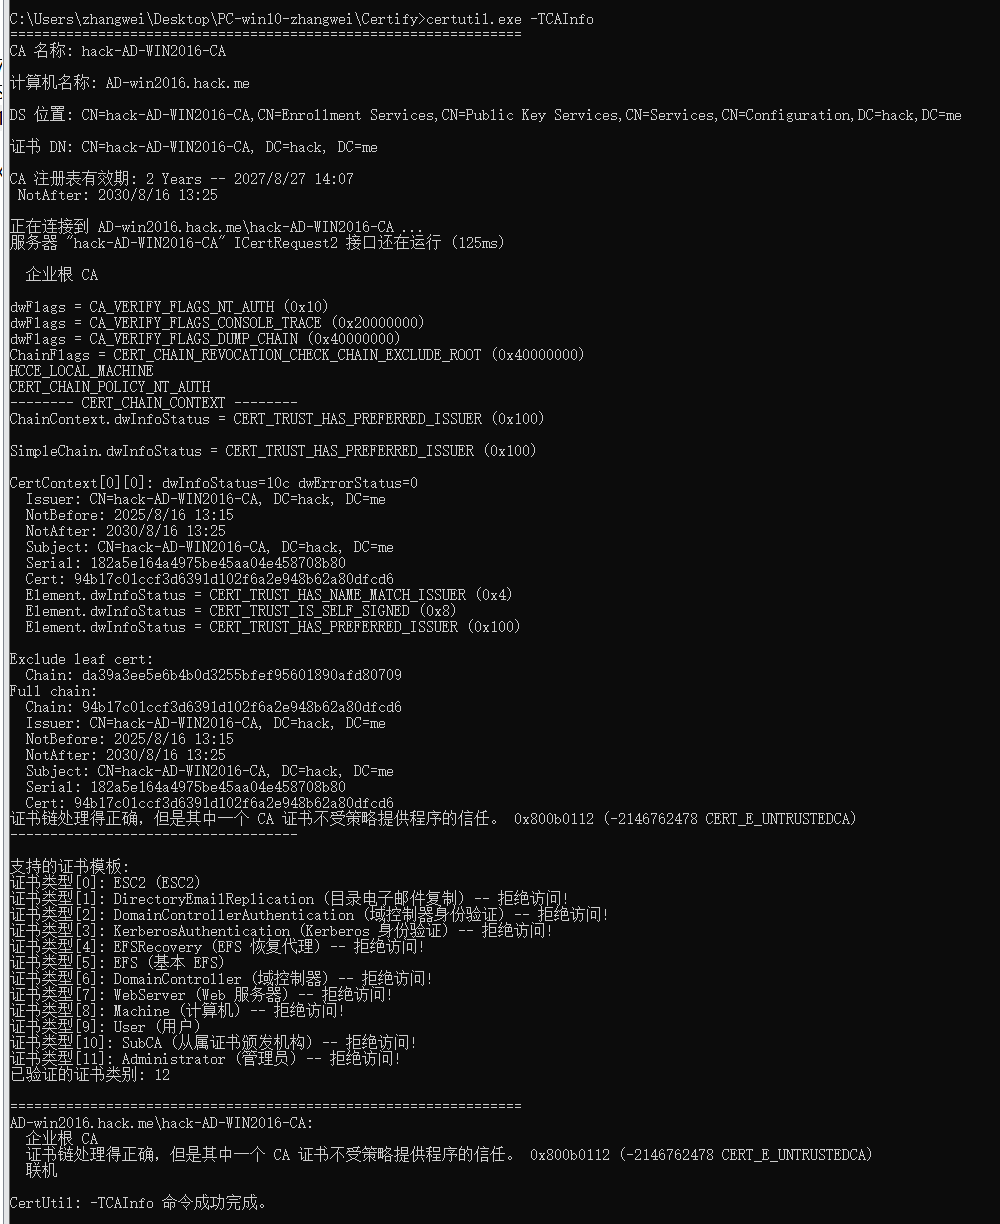 C:\Users\zhangwei\Desktop\PC-win10-zhangwei\Certify>certutil.exe -TCAInfo
================================================================
CA 名称: hack-AD-WIN2016-CA
计算机名称: AD-win2016.hack.me
DS 位置: CN=hack-AD-WIN2016-CA,CN=Enrollment Services,CN=Public Key Services,CN=Services,CN=Configuration,DC=hack,DC=me
证书 DN: CN=hack-AD-WIN2016-CA, DC=hack, DC=me
CA 注册表有效期: 2 Years -- 2027/8/27 14:07
NotAfter: 2030/8/16 13:25
正在连接到 AD-win2016.hack.me\hack-AD-WIN2016-CA ...
服务器 "hack-AD-WIN2016-CA" ICertRequest2 接口还在运行 (125ms)
企业根 CA
dwFlags = CA_VERIFY_FLAGS_NT_AUTH (0x10)
dwFlags = CA_VERIFY_FLAGS_CONSOLE_TRACE (0x20000000)
dwFlags = CA_VERIFY_FLAGS_DUMP_CHAIN (0x40000000)
ChainFlags = CERT_CHAIN_REVOCATION_CHECK_CHAIN_EXCLUDE_ROOT (0x40000000)
HCCE_LOCAL_MACHINE
CERT_CHAIN_POLICY_NT_AUTH
-------- CERT_CHAIN_CONTEXT --------
ChainContext.dwInfoStatus = CERT_TRUST_HAS_PREFERRED_ISSUER (0x100)
SimpleChain.dwInfoStatus = CERT_TRUST_HAS_PREFERRED_ISSUER (0x100)
CertContext[0][0]: dwInfoStatus=10c dwErrorStatus=0
Issuer: CN=hack-AD-WIN2016-CA, DC=hack, DC=me
NotBefore: 2025/8/16 13:15
NotAfter: 2030/8/16 13:25
Subject: CN=hack-AD-WIN2016-CA, DC=hack, DC=me
Serial: 182a5e164a4975be45aa04e458708b80
Cert: 94b17c01ccf3d6391d102f6a2e948b62a80dfcd6
Element.dwInfoStatus = CERT_TRUST_HAS_NAME_MATCH_ISSUER (0x4)
Element.dwInfoStatus = CERT_TRUST_IS_SELF_SIGNED (0x8)
Element.dwInfoStatus = CERT_TRUST_HAS_PREFERRED_ISSUER (0x100)
Exclude leaf cert:
Chain: da39a3ee5e6b4b0d3255bfef95601890afd80709
Full chain:
Chain: 94b17c01ccf3d6391d102f6a2e948b62a80dfcd6
Issuer: CN=hack-AD-WIN2016-CA, DC=hack, DC=me
NotBefore: 2025/8/16 13:15
NotAfter: 2030/8/16 13:25
Subject: CN=hack-AD-WIN2016-CA, DC=hack, DC=me
Serial: 182a5e164a4975be45aa04e458708b80
Cert: 94b17c01ccf3d6391d102f6a2e948b62a80dfcd6
证书链处理得正确，但是其中一个 CA 证书不受策略提供程序的信任。 0x800b0112 (-2146762478 CERT_E_UNTRUSTEDCA)
------------------------------------
支持的证书模板:
证书类型[0]: ESC2 (ESC2)
证书类型[1]: DirectoryEmailReplication (目录电子邮件复制) -- 拒绝访问!
证书类型[2]: DomainControllerAuthentication (域控制器身份验证) -- 拒绝访问!
证书类型[3]: KerberosAuthentication (Kerberos 身份验证) -- 拒绝访问!
证书类型[4]: EFSRecovery (EFS 恢复代理) -- 拒绝访问!
证书类型[5]: EFS (基本 EFS)
证书类型[6]: DomainController (域控制器) -- 拒绝访问!
证书类型[7]: WebServer (Web 服务器) -- 拒绝访问!
证书类型[8]: Machine (计算机) -- 拒绝访问!
证书类型[9]: User (用户)
证书类型[10]: SubCA (从属证书颁发机构) -- 拒绝访问!
证书类型[11]: Administrator (管理员) -- 拒绝访问!
已验证的证书类别: 12
================================================================
AD-win2016.hack.me\hack-AD-WIN2016-CA:
企业根 CA
证书链处理得正确，但是其中一个 CA 证书不受策略提供程序的信任。 0x800b0112 (-2146762478 CERT_E_UNTRUSTEDCA)
联机
CertUtil: -TCAInfo 命令成功完成。